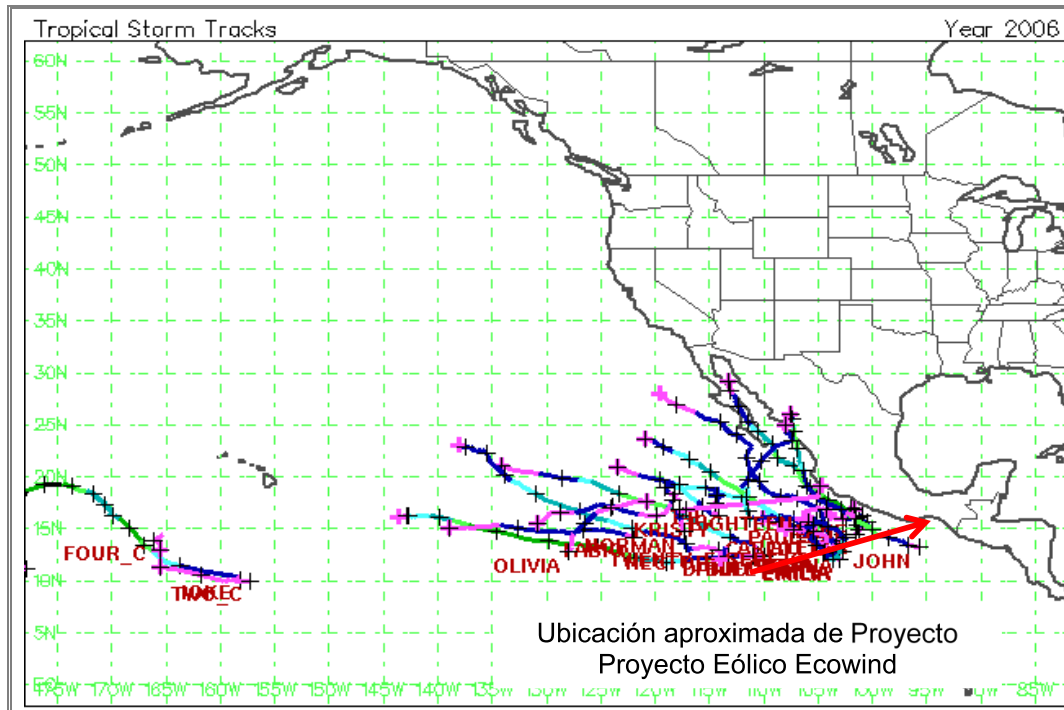 Tropical Storm Tracks
Year 2006
60N
55N
50N
45N
40N
35N
30N
25N
20N
15N
10N
5N
EQ
FOUR_C
OLIVIA
NORMAN
JOHN
EMILIA
Ubicación aproximada de Proyecto
Proyecto Eólico Ecowind
175W 170W 165W 160W 155W 150W 145W 140W 135W 130W 125W 120W 115W 110W 105W 100W 95W 90W 85W